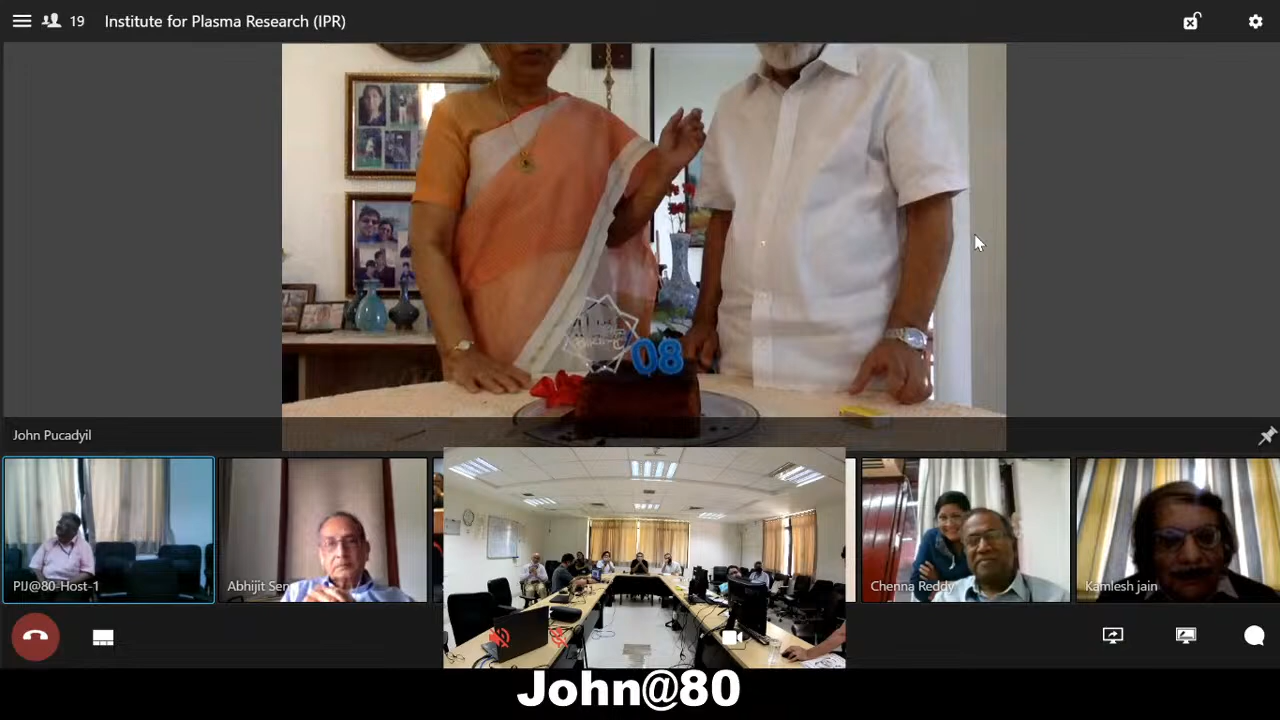 19 Institute for Plasma Research (IPR)
08
John Pucadyil
PIJ@80-Host-1
Abhijit Sen
Chenna Reddy
Kamlesh jain
John@80